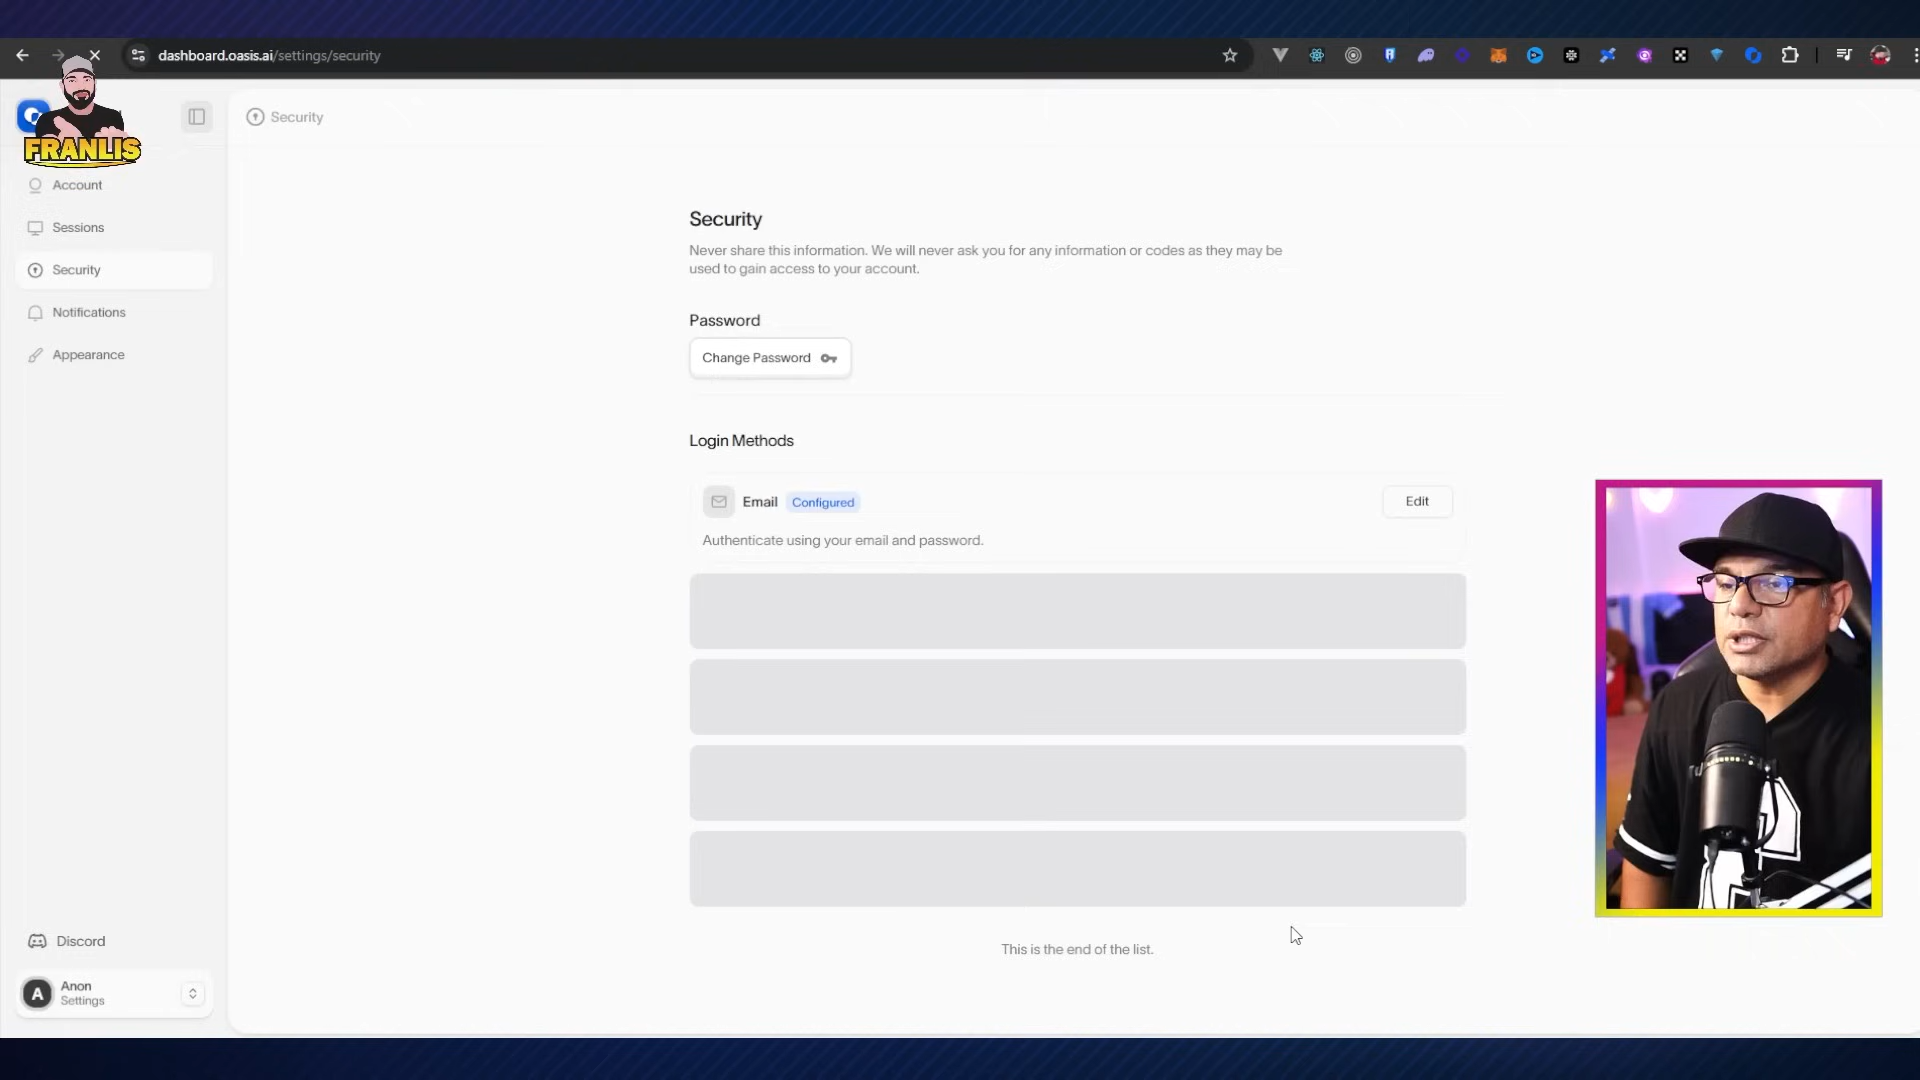 dashboard.oasis.ai/settings/security
FRANLIS
Security
Account
Sessions
Security
Notifications
Appearance
Security
Never share this information. We will never ask you for any information or codes as they may be
used to gain access to your account.
Password
Change Password
Login Methods
Email Configured
Edit
Authenticate using your email and password.
This is the end of the list.
Discord
A
Anon
Settings